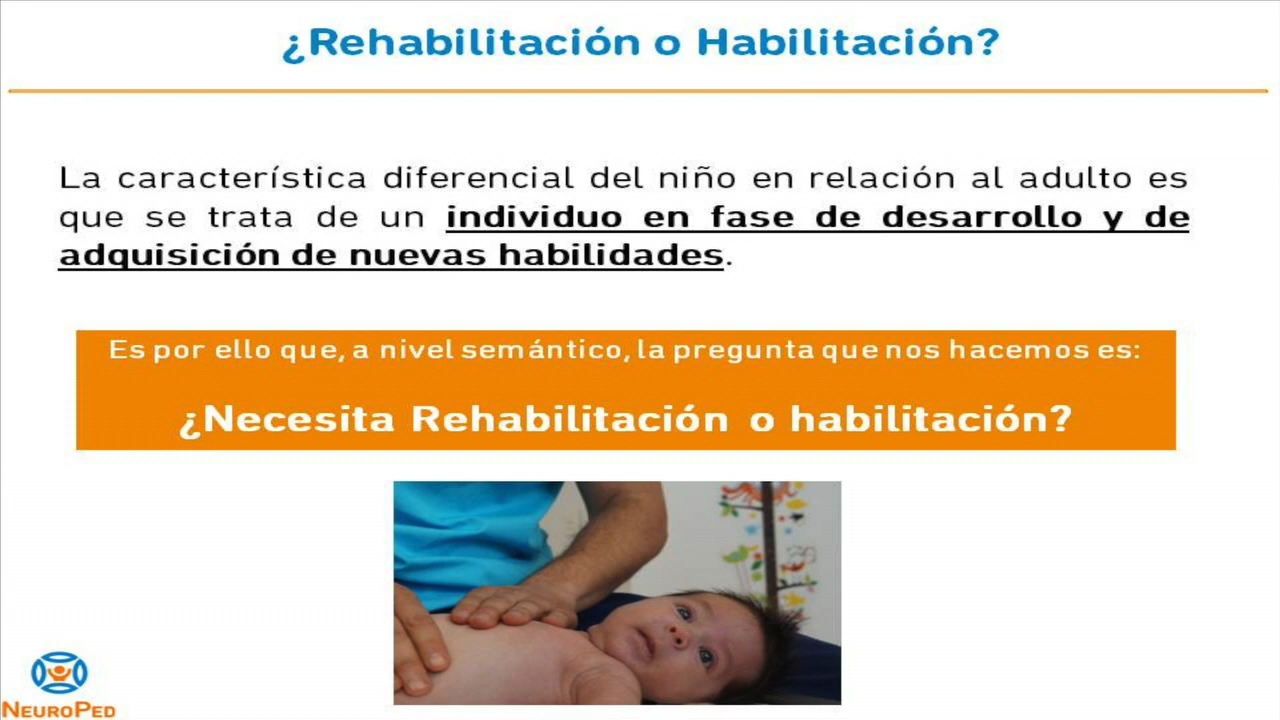 ¿Rehabilitación o Habilitación?
La característica diferencial del niño en relación al adulto es
que se trata de un individuo en fase de desarrollo y de
adquisición de nuevas habilidades.
Es por ello que, a nivel semántico, la pregunta que nos hacemos es:
¿Necesita Rehabilitación o habilitación?
NEUROPED